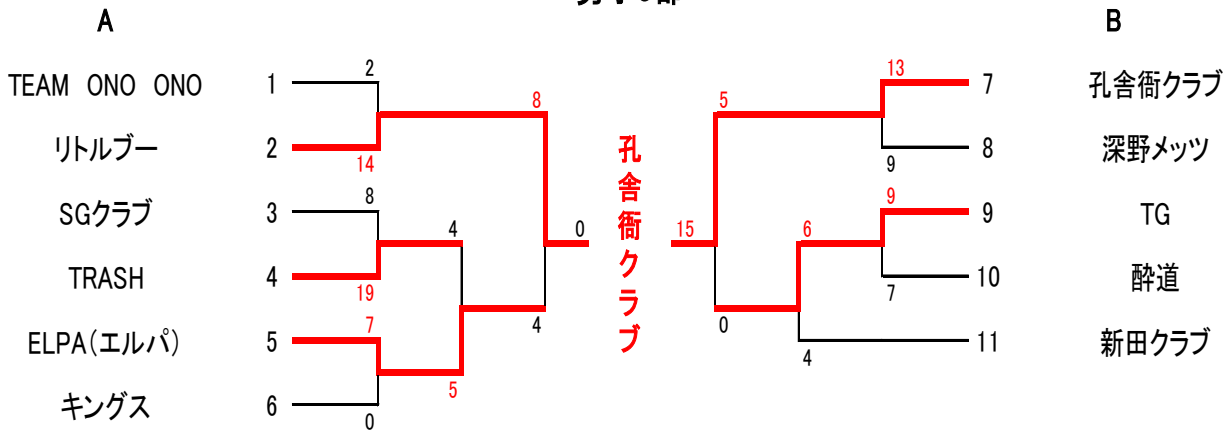 A
B
TEAM ONO ONO
1
2
リトルブー
2
14
8
SGクラブ
3
8
TRASH
4
19
4
ELPA(エルパ)
5
7
キングス
6
0
5
4
0
孔舎衙クラブ
15
5
13
7
孔舎衙クラブ
9
8
深野メッツ
9
9
TG
6
7
10
酔道
0
4
11
新田クラブ